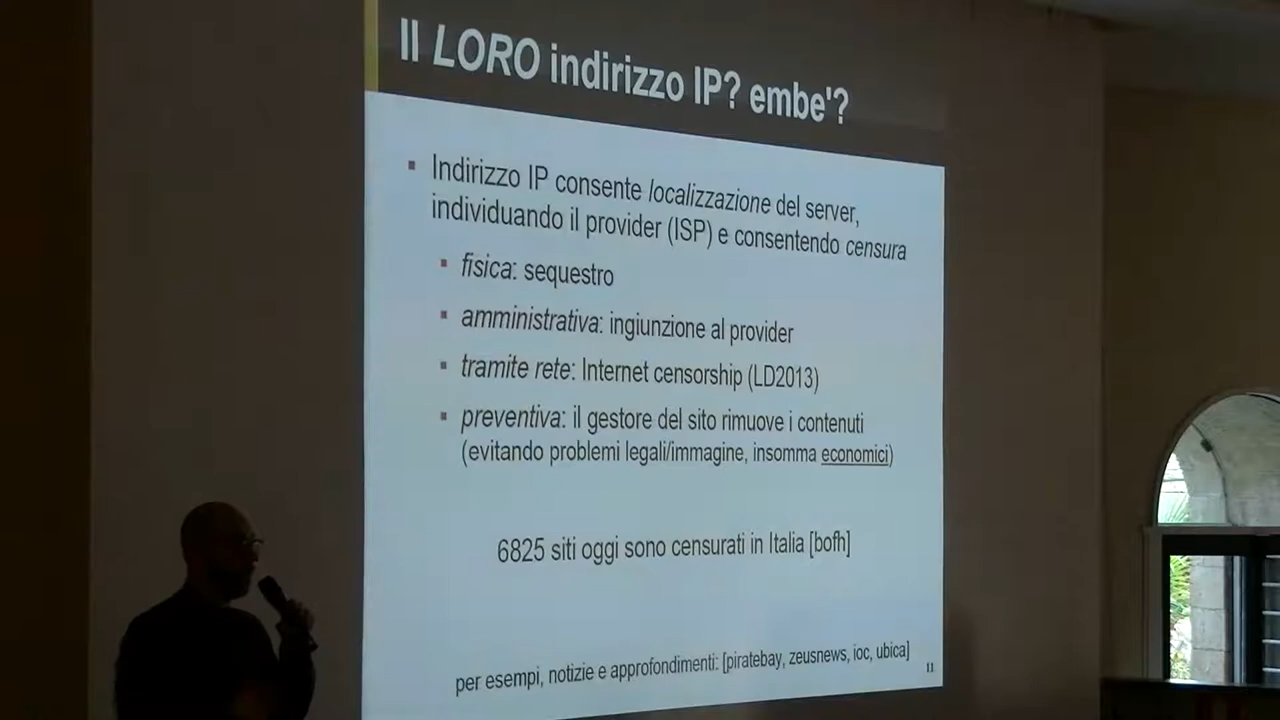 Il LORO indirizzo IP? embe'?
Indirizzo IP consente localizzazione del server,
individuando il provider (ISP) e consentendo censura
fisica: sequestro
amministrativa: ingiunzione al provider
tramite rete: Internet censorship (LD2013)
preventiva: il gestore del sito rimuove i contenuti
(evitando problemi legali/immagine, insomma economici)
6825 siti oggi sono censurati in Italia [bofh]
per esempi, notizie e approfondimenti: [piratebay, zeusnews, ioc, ubica]
11